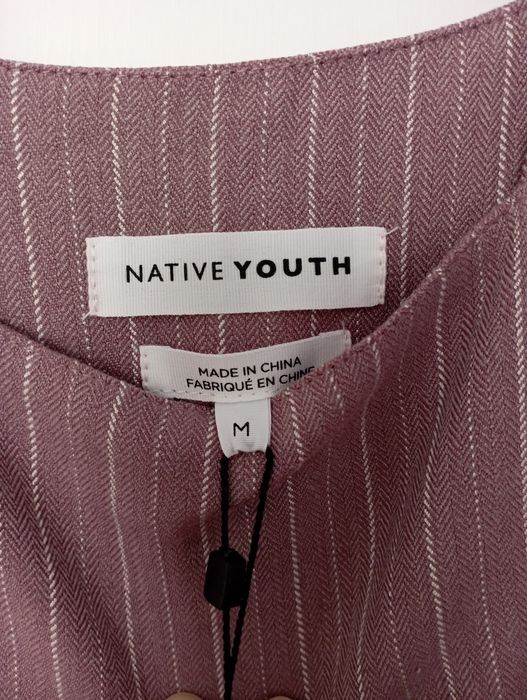 NATIVE YOUTH
MADE IN CHINA
FABRIQUÉ EN CHINE
M